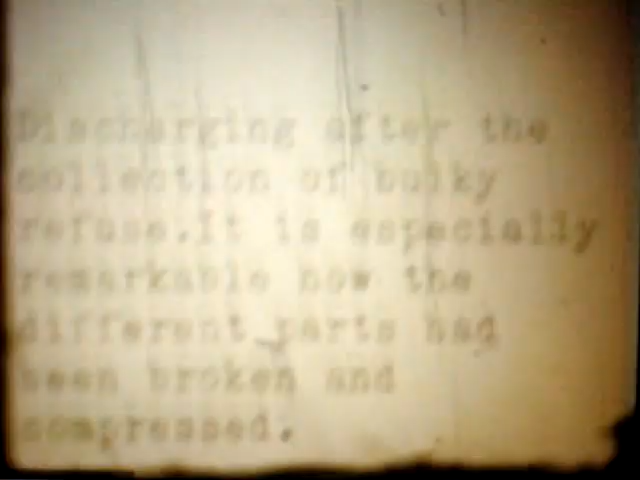 Discharging after the
collection of bulky
refuse.It is especially
remarkable how the
different parts had
been broken and
compressed.